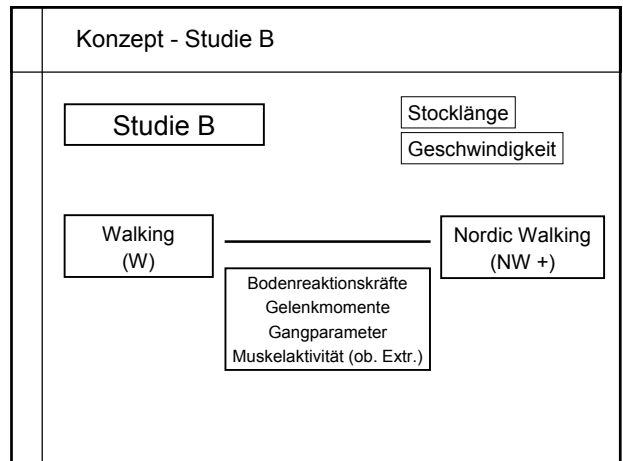 Konzept - Studie B
Studie B
Stocklänge
Geschwindigkeit
Walking
(W)
Nordic Walking
(NW +)
Bodenreaktionskräfte
Gelenkmomente
Gangparameter
Muskelaktivität (ob. Extr.)